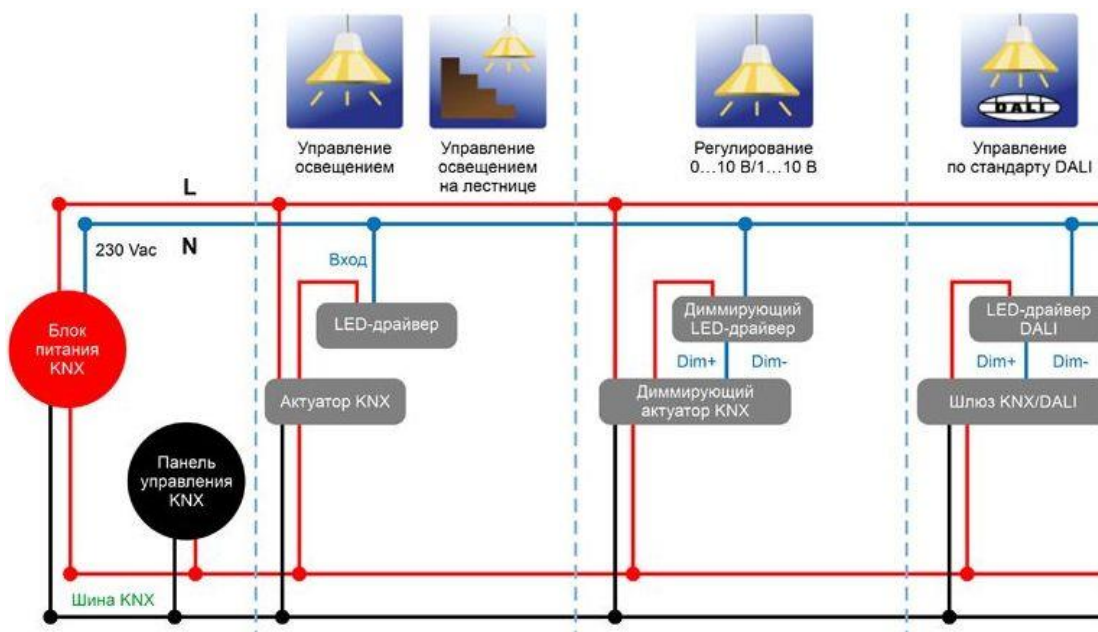 DALI
Управление
освещением
Управление
освещением
на лестнице
Регулирование
0...10 В/1...10 В
Управление
по стандарту DALI
L
230 Vac
N
Вход
LED-драйвер
Диммирующий
LED-драйвер
LED-драйвер
DALI
Блок
питания
KNX
Dim+
Dim-
Dim+
Dim-
Актуатор KNX
Диммирующий
актуатор KNX
Шлюз KNX/DALI
Панель
управления
KNX
Шина KNX